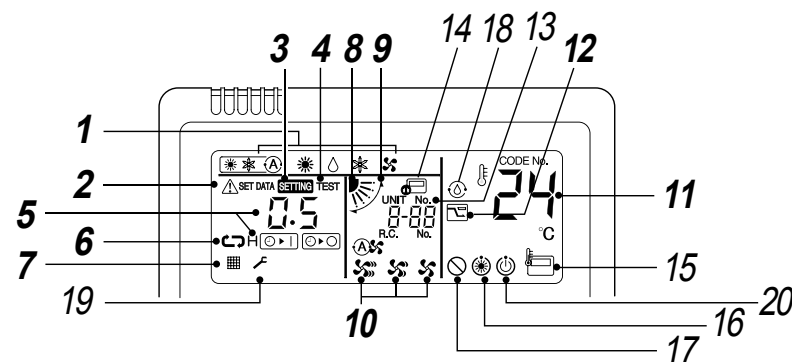 14 18 13 12
3 4 8 9
1
CODE No.
A
2 SET DATA SETTING TEST
UNIT No.
24 11
5 0.5
8-88
°C
R.C. No.
6 H
A
7
15
19
10
20
16
17